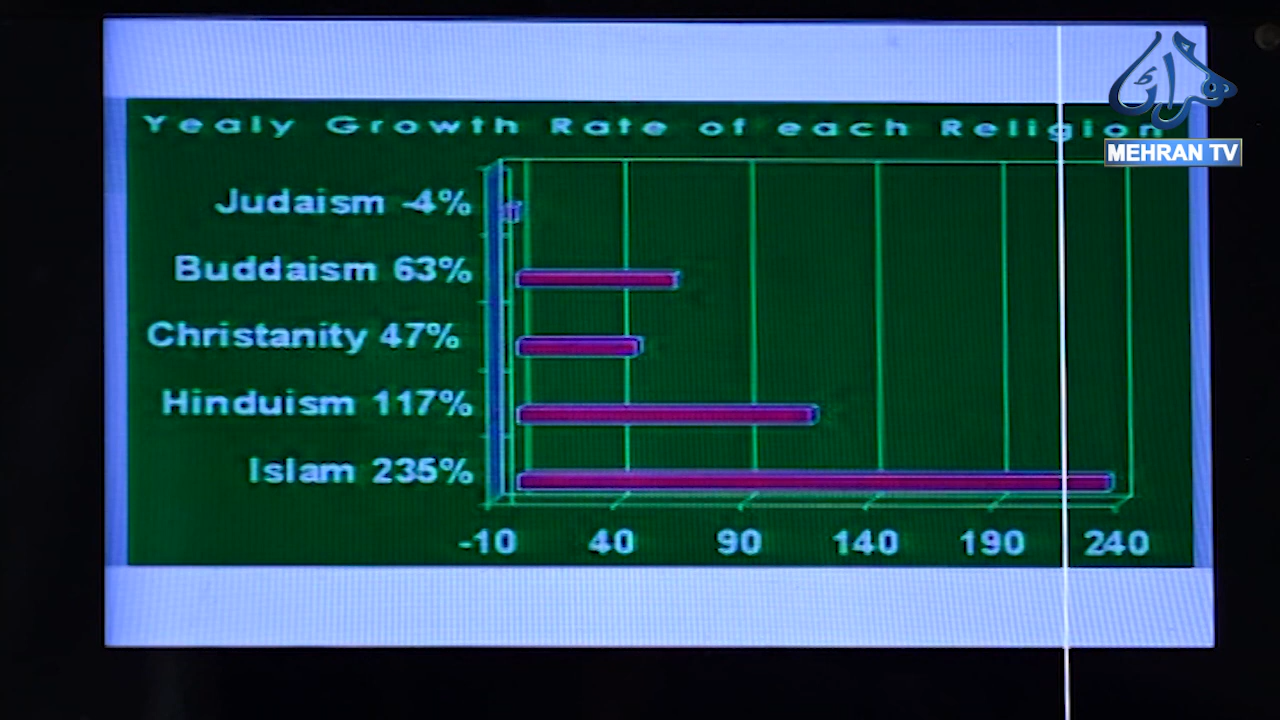 Yealy Growth Rate of each Religion
مہران
MEHRAN TV
Judaism -4%
Buddaism 63%
Christanity 47%
Hinduism 117%
Islam 235%
-10 40 90 140 190 240